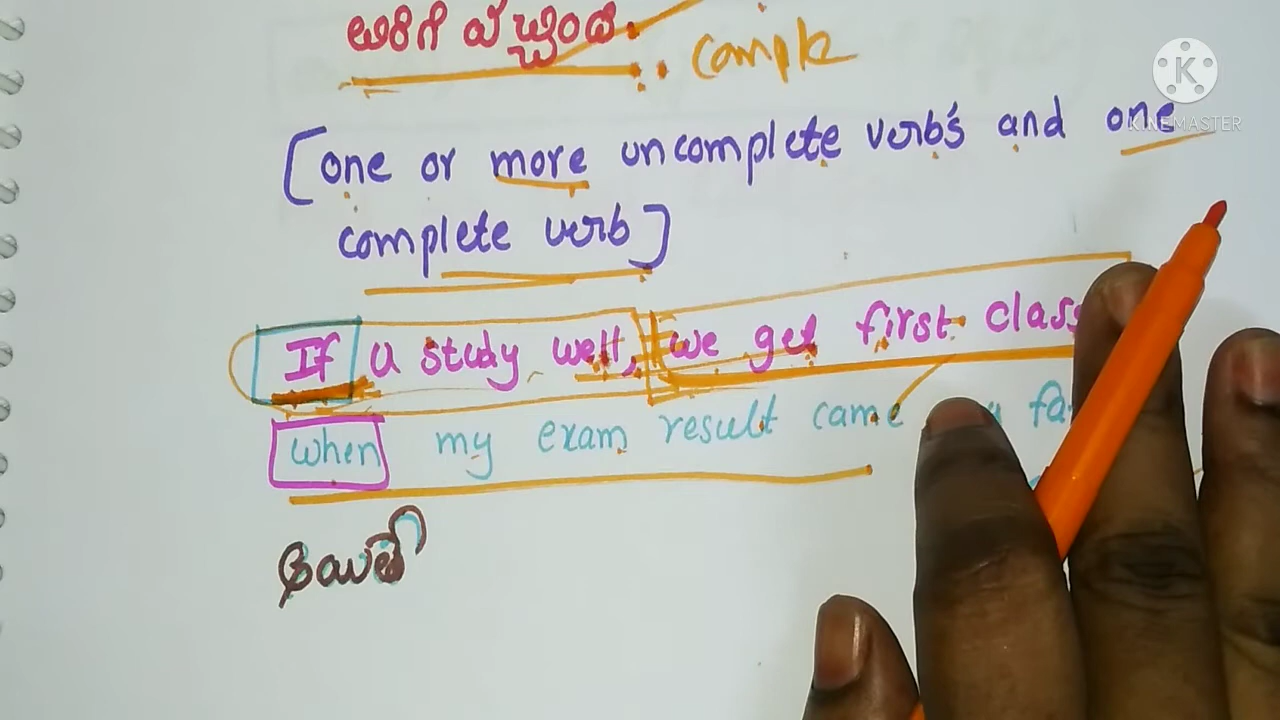 . comple
[one or more uncomplete verb's and one
complete verb]
If u study well, we get first class
when my exam result came
KINEMASTER